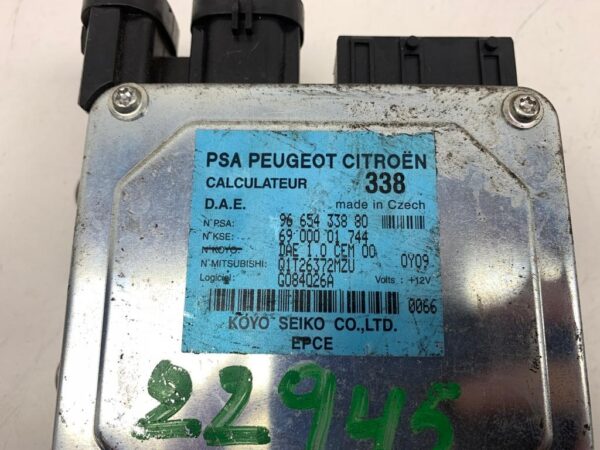 PSA PEUGEOT CITROËN
CALCULATEUR 338
D.A.E. made in Czech
N°PSA: 96 654 338 80
N°KSE: 69 000 01 744
N°KOYO: DAE 1 0 CEM 00
N°MITSUBISHI: Q1T26372MZU 0Y09
Logiciel: G084026A Volts : +12V
0066
KOYO SEIKO CO.,LTD.
EPCE
22945